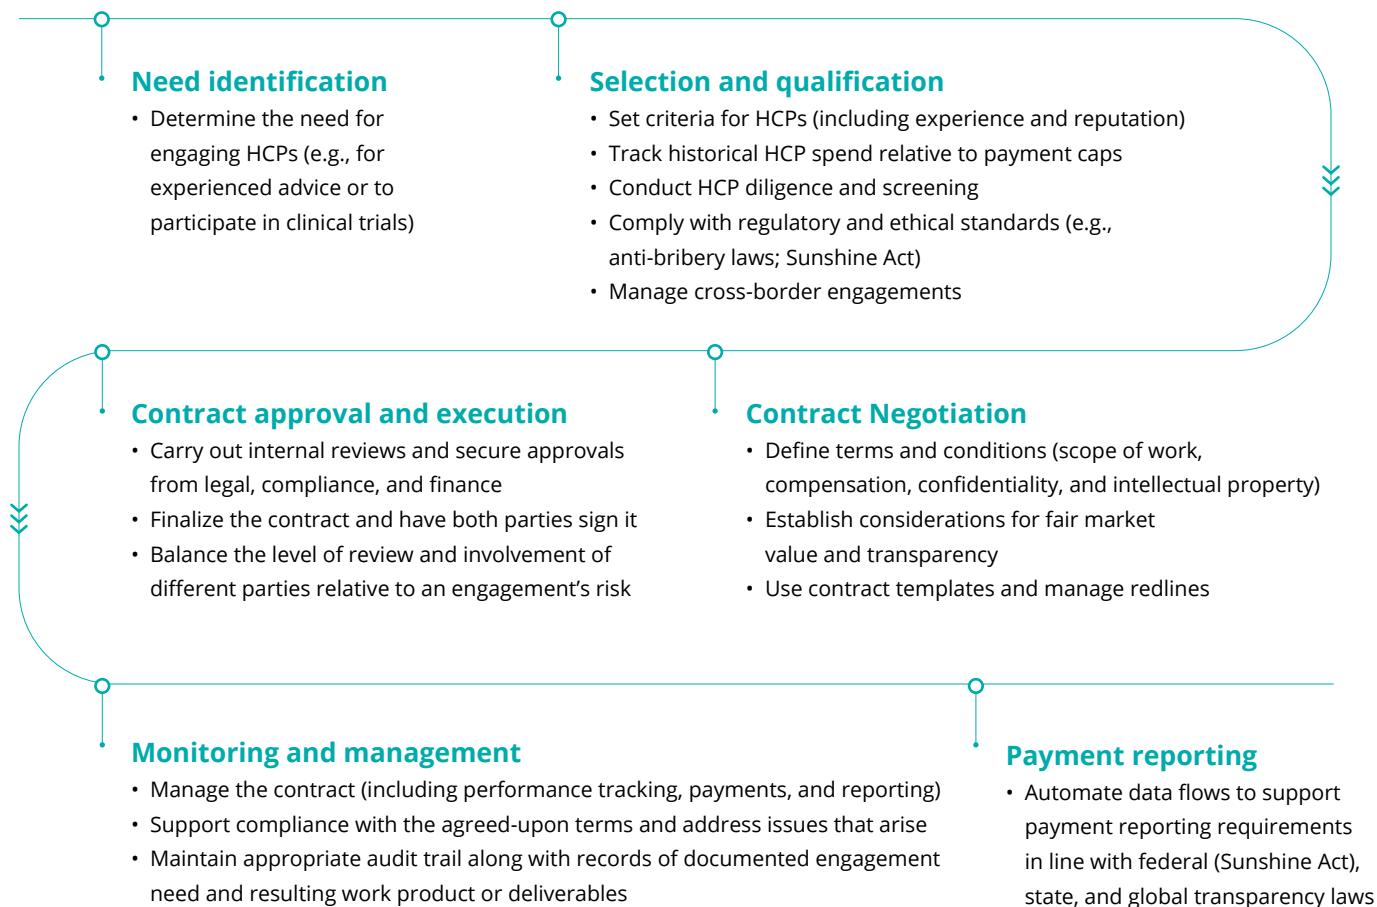 Need identification
• Determine the need for
engaging HCPs (e.g., for
experienced advice or to
participate in clinical trials)
Selection and qualification
• Set criteria for HCPs (including experience and reputation)
• Track historical HCP spend relative to payment caps
• Conduct HCP diligence and screening
• Comply with regulatory and ethical standards (e.g.,
anti-bribery laws; Sunshine Act)
• Manage cross-border engagements
Contract Negotiation
• Define terms and conditions (scope of work,
compensation, confidentiality, and intellectual property)
• Establish considerations for fair market
value and transparency
• Use contract templates and manage redlines
Contract approval and execution
• Carry out internal reviews and secure approvals
from legal, compliance, and finance
• Finalize the contract and have both parties sign it
• Balance the level of review and involvement of
different parties relative to an engagement’s risk
Monitoring and management
• Manage the contract (including performance tracking, payments, and reporting)
• Support compliance with the agreed-upon terms and address issues that arise
• Maintain appropriate audit trail along with records of documented engagement
need and resulting work product or deliverables
Payment reporting
• Automate data flows to support
payment reporting requirements
in line with federal (Sunshine Act),
state, and global transparency laws